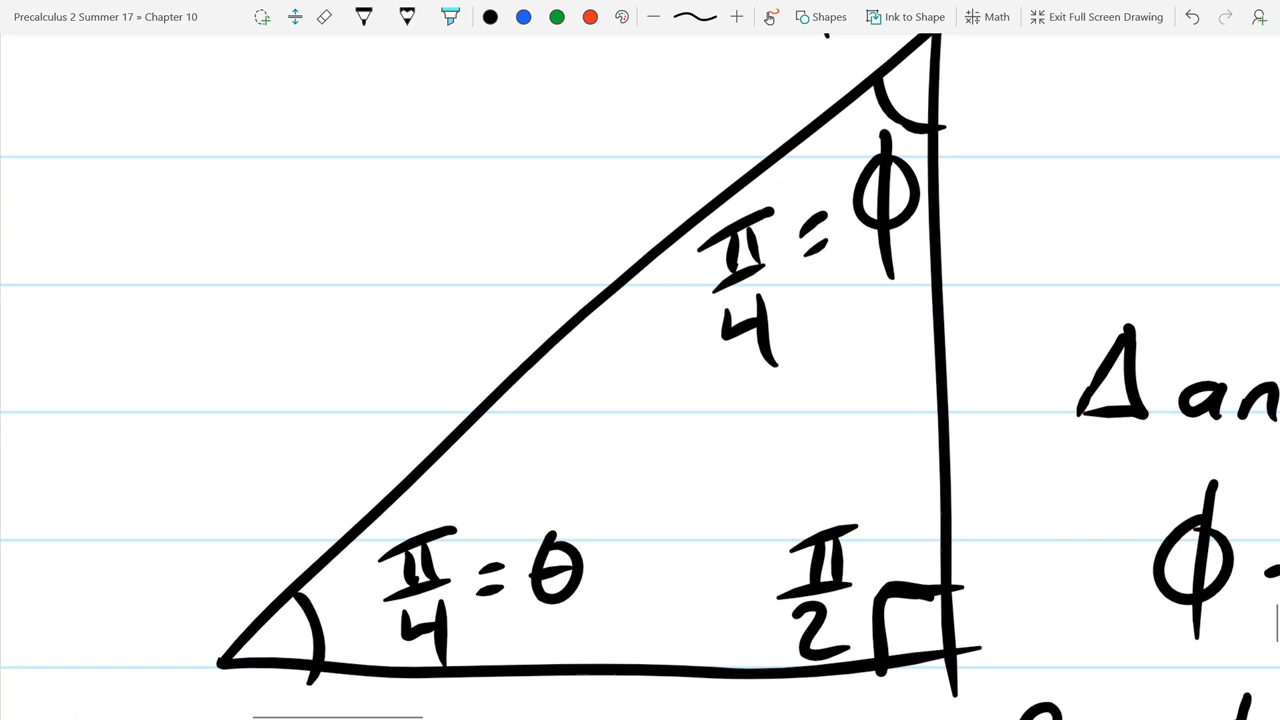 Precalculus 2 Summer 17 » Chapter 10
Shapes
Ink to Shape
Math
Exit Full Screen Drawing
π/4 = ϕ
Δ an
π/4 = θ
π/2
ϕ